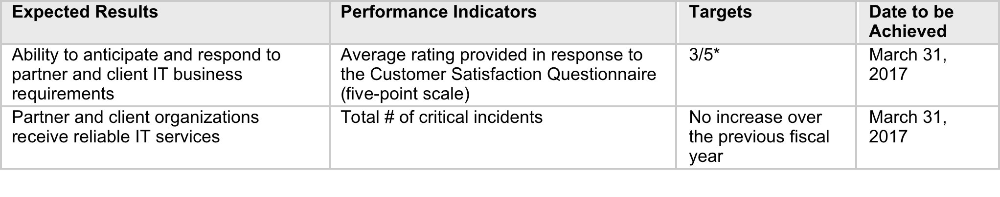 Expected Results
Performance Indicators
Targets
Date to be
Achieved
Ability to anticipate and respond to
partner and client IT business
requirements
Average rating provided in response to
the Customer Satisfaction Questionnaire
(five-point scale)
3/5*
March 31,
2017
Partner and client organizations
receive reliable IT services
Total # of critical incidents
No increase over
the previous fiscal
year
March 31,
2017